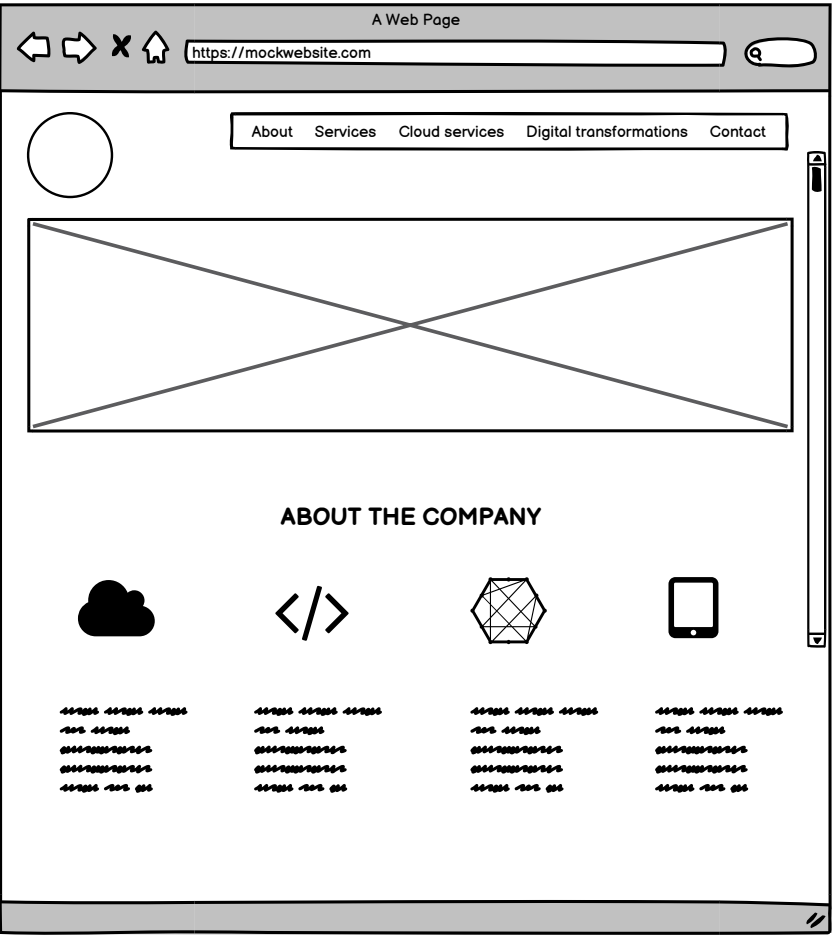 A Web Page
https://mockwebsite.com
About Services Cloud services Digital transformations Contact
ABOUT THE COMPANY